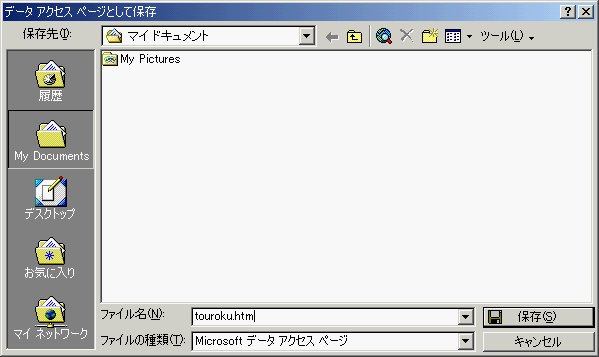 データ アクセス ページとして保存
保存先(I):
マイ ドキュメント
ツール(L)
履歴
My Documents
デスクトップ
お気に入り
マイ ネットワーク
My Pictures
ファイル名(N):
touroku.htm
保存(S)
ファイルの種類(T):
Microsoft データ アクセス ページ
キャンセル